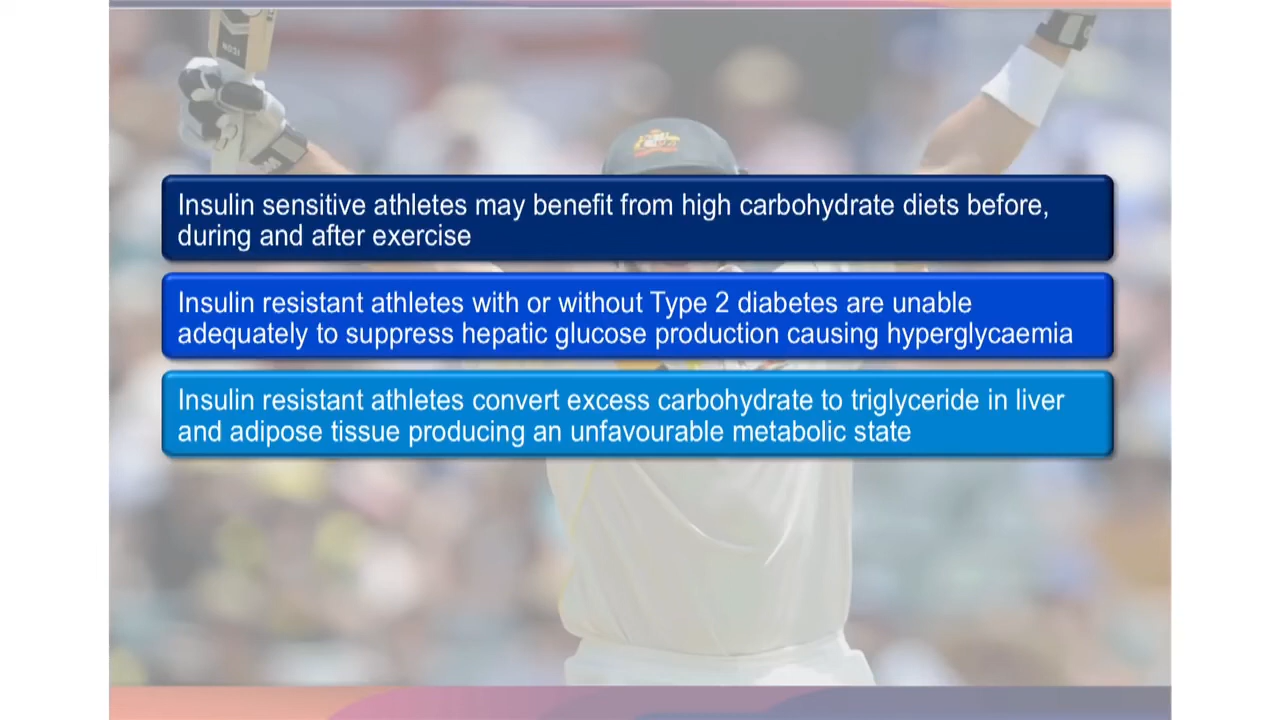 Insulin sensitive athletes may benefit from high carbohydrate diets before,
during and after exercise
Insulin resistant athletes with or without Type 2 diabetes are unable
adequately to suppress hepatic glucose production causing hyperglycaemia
Insulin resistant athletes convert excess carbohydrate to triglyceride in liver
and adipose tissue producing an unfavourable metabolic state